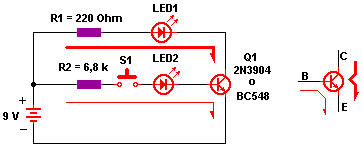 R1 = 220 Ohm
LED1
R2 = 6,8 k
S1
LED2
Q1
2N3904
o
BC548
+
9 V
−
B
C
E